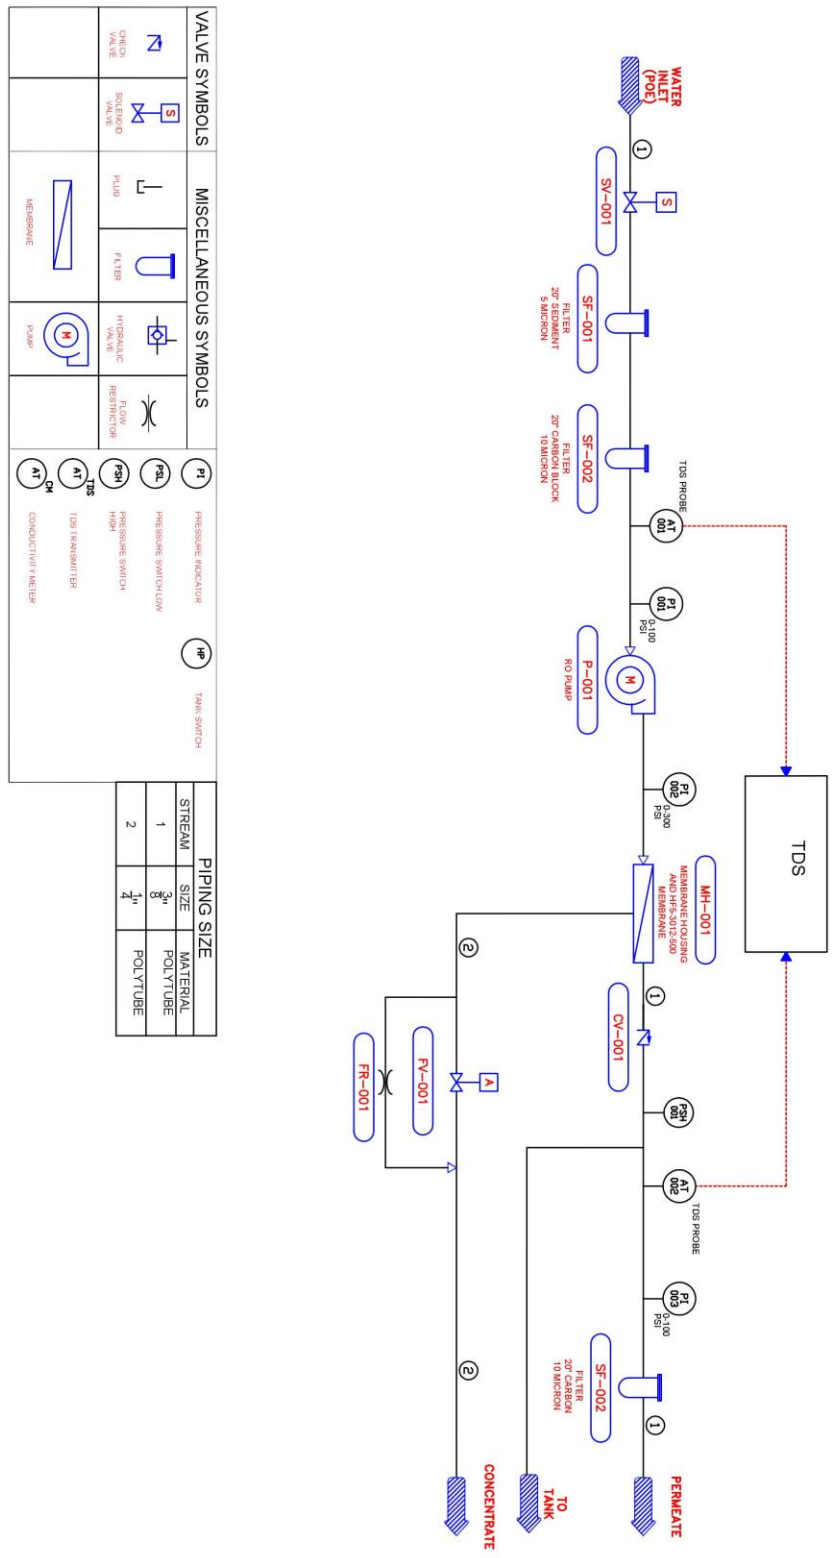 WATER
INLET
(POE)
1
S
SV-001
SF-001
FILTER
20" SEDIMENT
5 MICRON
SF-002
FILTER
20" CARBON BLOCK
10 MICRON
TDS PROBE
AT
001
PI
001
0-100
PSI
M
P-001
RO PUMP
PI
002
0-300
PSI
TDS
MH-001
MEMBRANE HOUSING
AND HF5-3012-500
MEMBRANE
1
CV-001
PSH
001
AT
002
TDS PROBE
PI
003
0-100
PSI
SF-002
FILTER
20" CARBON
10 MICRON
1
PERMEATE
TO
TANK
2
A
FV-001
FR-001
2
CONCENTRATE
VALVE SYMBOLS
MISCELLANEOUS SYMBOLS
CHECK
VALVE
S
SOLENOID
VALVE
PLUG
FILTER
HYDRAULIC
VALVE
FLOW
RESTRICTOR
MEMBRANE
M
PUMP
PI
PRESSURE INDICATOR
PSL
PRESSURE SWITCH LOW
PSH
PRESSURE SWITCH
HIGH
TDS
AT
TDS TRANSMITTER
CM
AT
CONDUCTIVITY METER
HP
TANK SWITCH
PIPING SIZE
STREAM SIZE MATERIAL
1 3/8" POLYTUBE
2 1/4" POLYTUBE